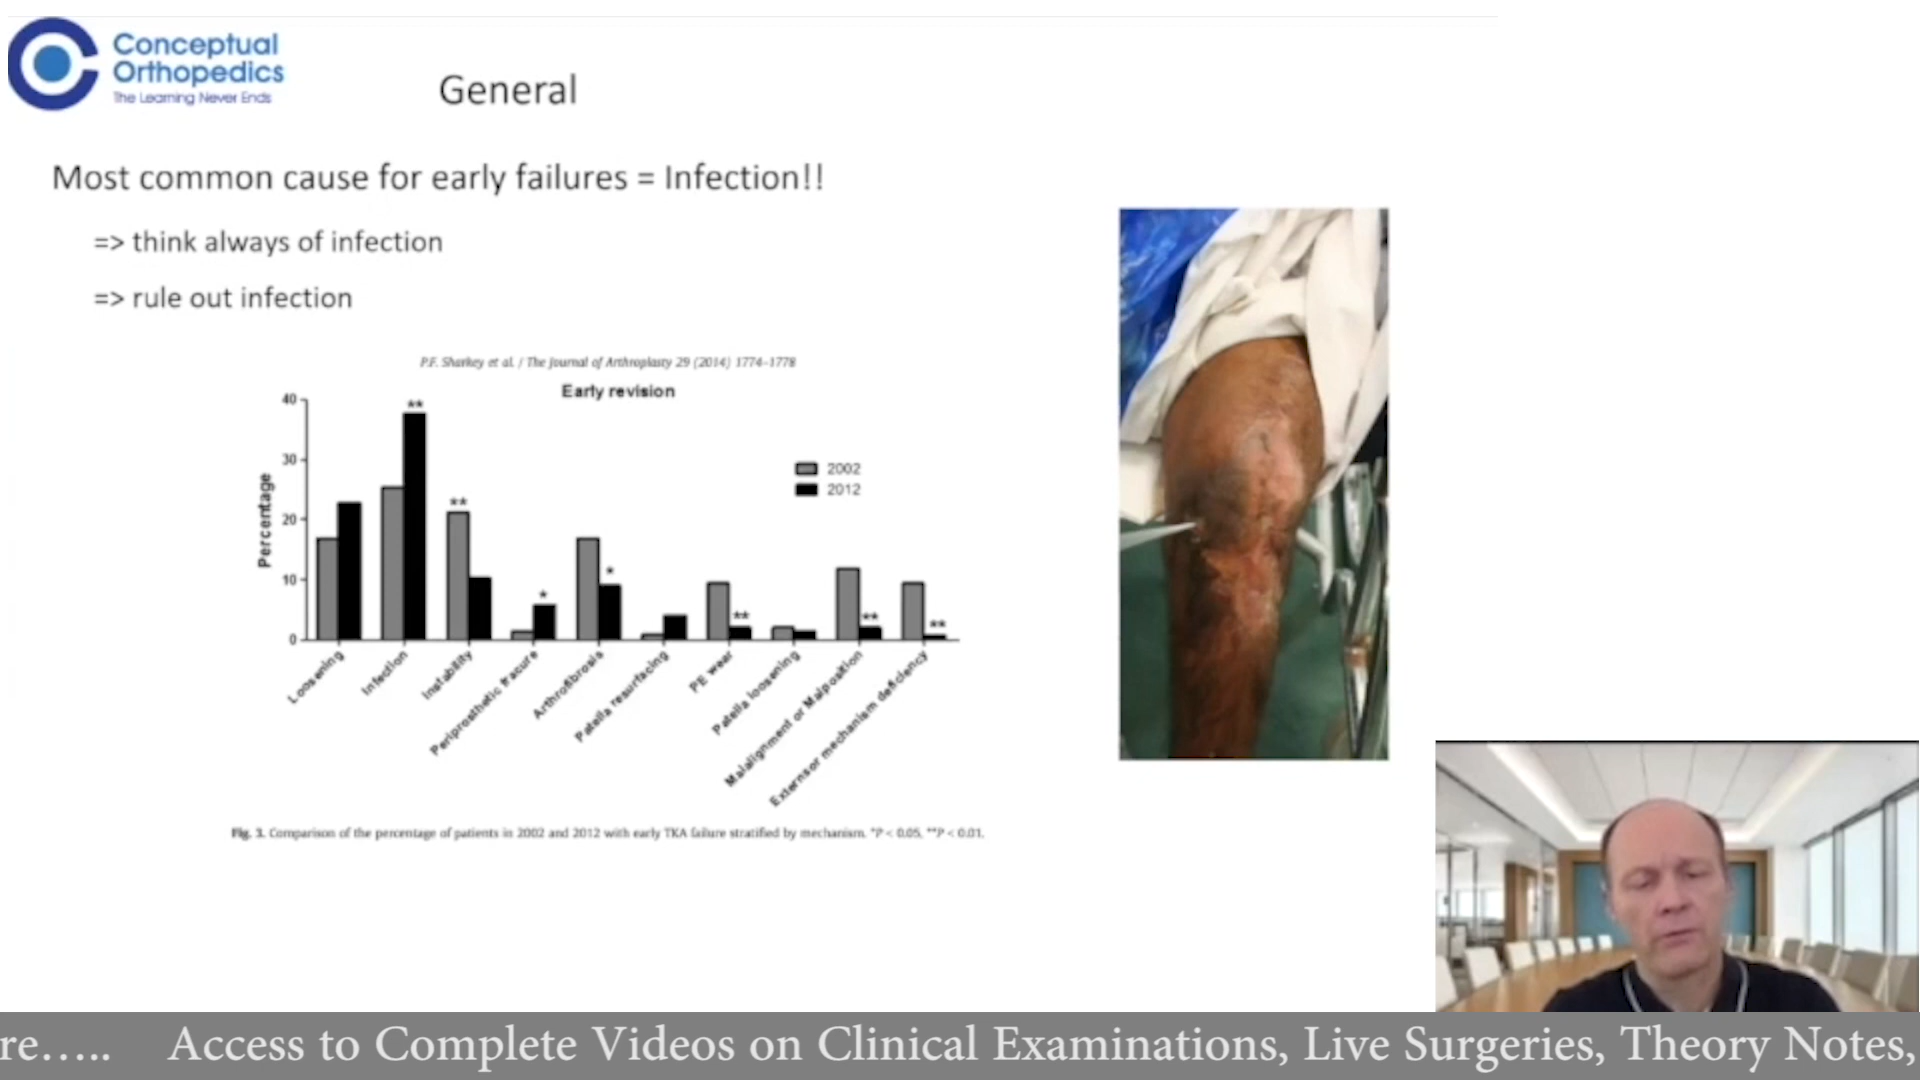 Conceptual
Orthopedics
The Learning Never Ends
General
Most common cause for early failures = Infection!!
=> think always of infection
=> rule out infection
P.F. Sharkey et al. / The Journal of Arthroplasty 29 (2014) 1774–1778
Early revision
40
30
20
10
0
Percentage
**
**
*
*
**
**
**
2002
2012
Loosening
Infection
Instability
Periprosthetic fracure
Arthrofibrosis
Patella resurfacing
PE wear
Patella loosening
Malalignment or Malposition
Externsor mechanism deficiency
Fig. 3. Comparison of the percentage of patients in 2002 and 2012 with early TKA failure stratified by mechanism. *P < 0.05, **P < 0.01.
re..... Access to Complete Videos on Clinical Examinations, Live Surgeries, Theory Notes,